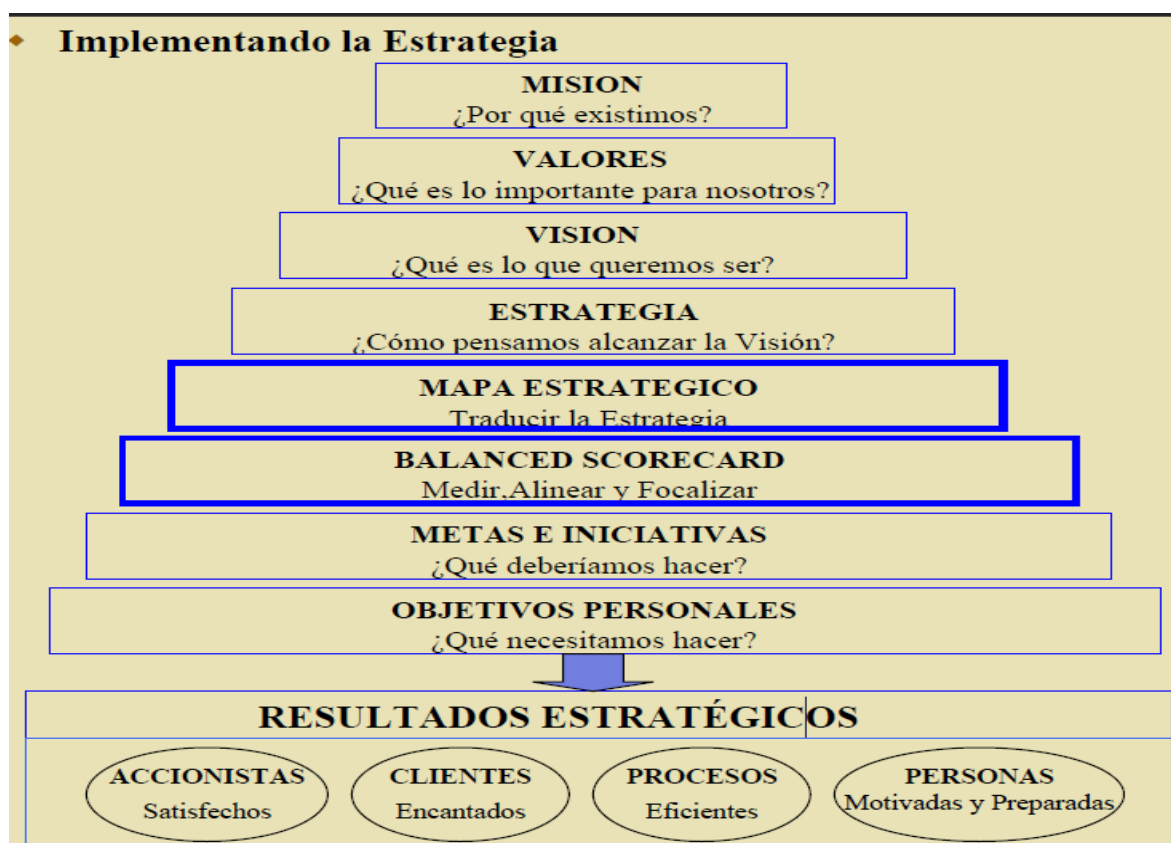 Implementando la Estrategia
MISION
¿Por qué existimos?
VALORES
¿Qué es lo importante para nosotros?
VISION
¿Qué es lo que queremos ser?
ESTRATEGIA
¿Cómo pensamos alcanzar la Visión?
MAPA ESTRATEGICO
Traducir la Estrategia
BALANCED SCORECARD
Medir,Alinear y Focalizar
METAS E INICIATIVAS
¿Qué deberíamos hacer?
OBJETIVOS PERSONALES
¿Qué necesitamos hacer?
RESULTADOS ESTRATÉGICOS
ACCIONISTAS CLIENTES PROCESOS PERSONAS
Satisfechos Encantados Eficientes Motivadas y Preparadas